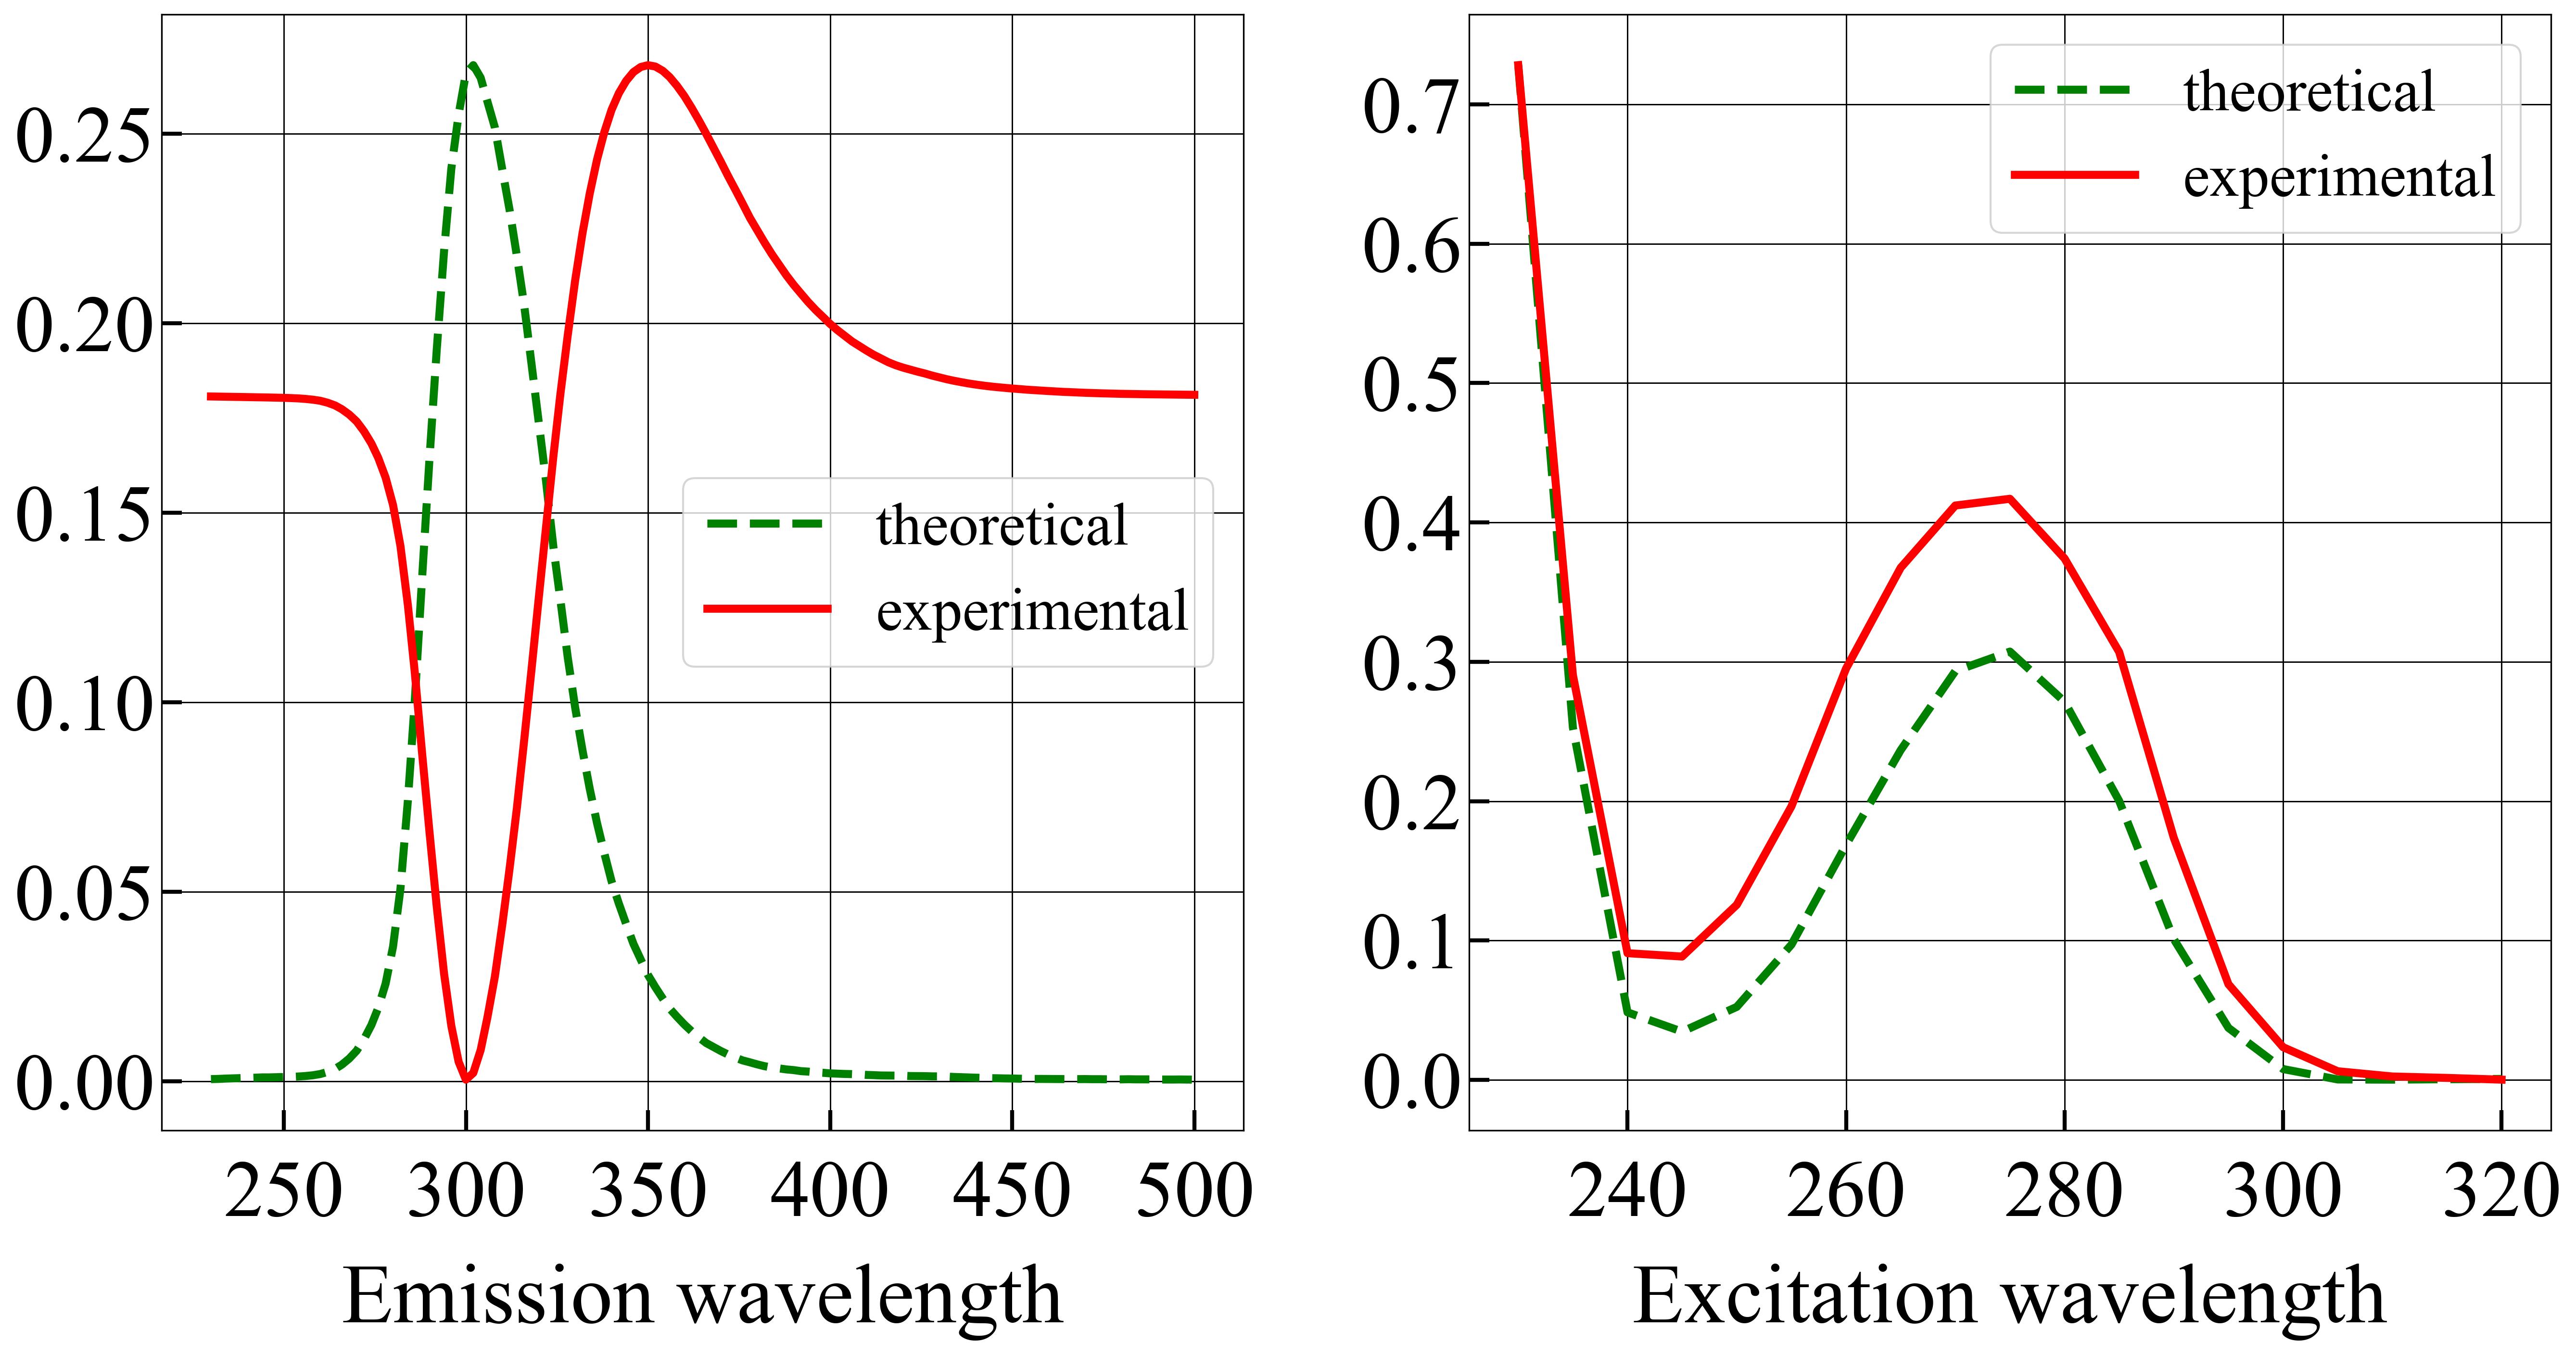 0.25
0.20
0.15
0.10
0.05
0.00
theoretical
experimental
250 300 350 400 450 500
Emission wavelength
0.7
0.6
0.5
0.4
0.3
0.2
0.1
0.0
theoretical
experimental
240 260 280 300 320
Excitation wavelength